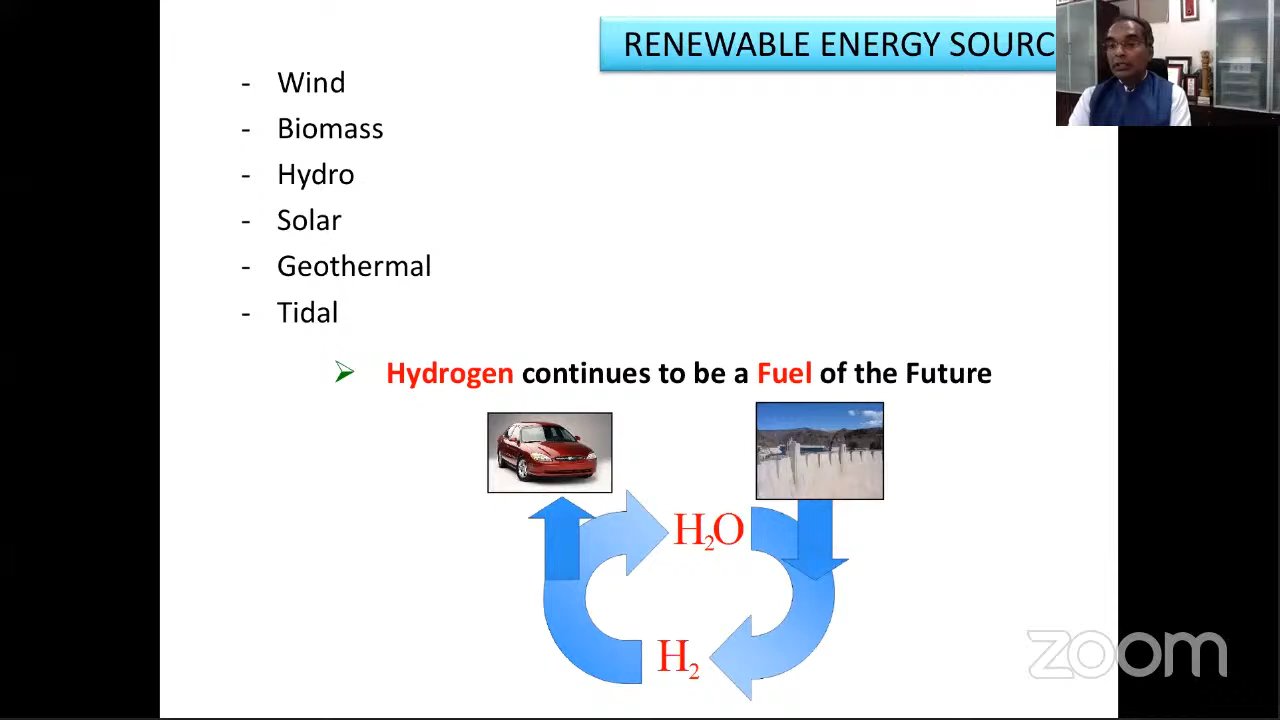 RENEWABLE ENERGY SOURC
- Wind
- Biomass
- Hydro
- Solar
- Geothermal
- Tidal
➢ Hydrogen continues to be a Fuel of the Future
H₂O
H₂
zoom